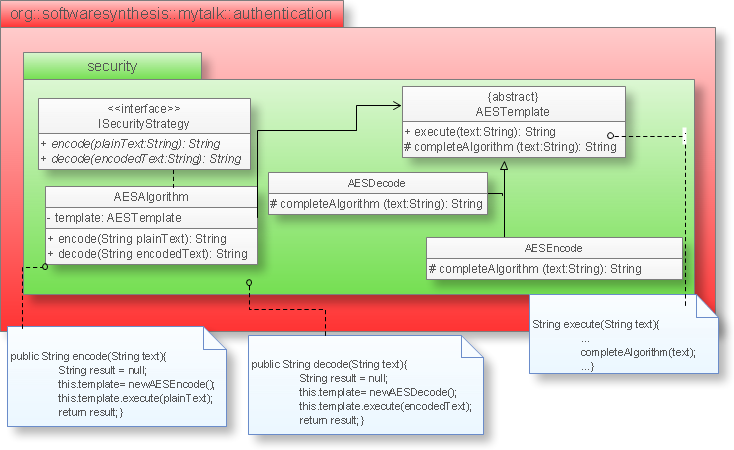 org::softwaresynthesis::mytalk::authentication
security
<<interface>>
ISecurityStrategy
+ encode(plainText:String): String
+ decode(encodedText:String): String
{abstract}
AESTemplate
+ execute(text:String): String
# completeAlgorithm (text:String): String
AESAlgorithm
- template: AESTemplate
+ encode(String plainText): String
+ decode(String encodedText): String
AESDecode
# completeAlgorithm (text:String): String
AESEncode
# completeAlgorithm (text:String): String
public String encode(String text){
String result = null;
this.template= newAESEncode();
this.template.execute(plainText);
return result; }
public String decode(String text){
String result = null;
this.template= newAESDecode();
this.template.execute(encodedText);
return result; }
String execute(String text){
...
completeAlgorithm(text);
...}